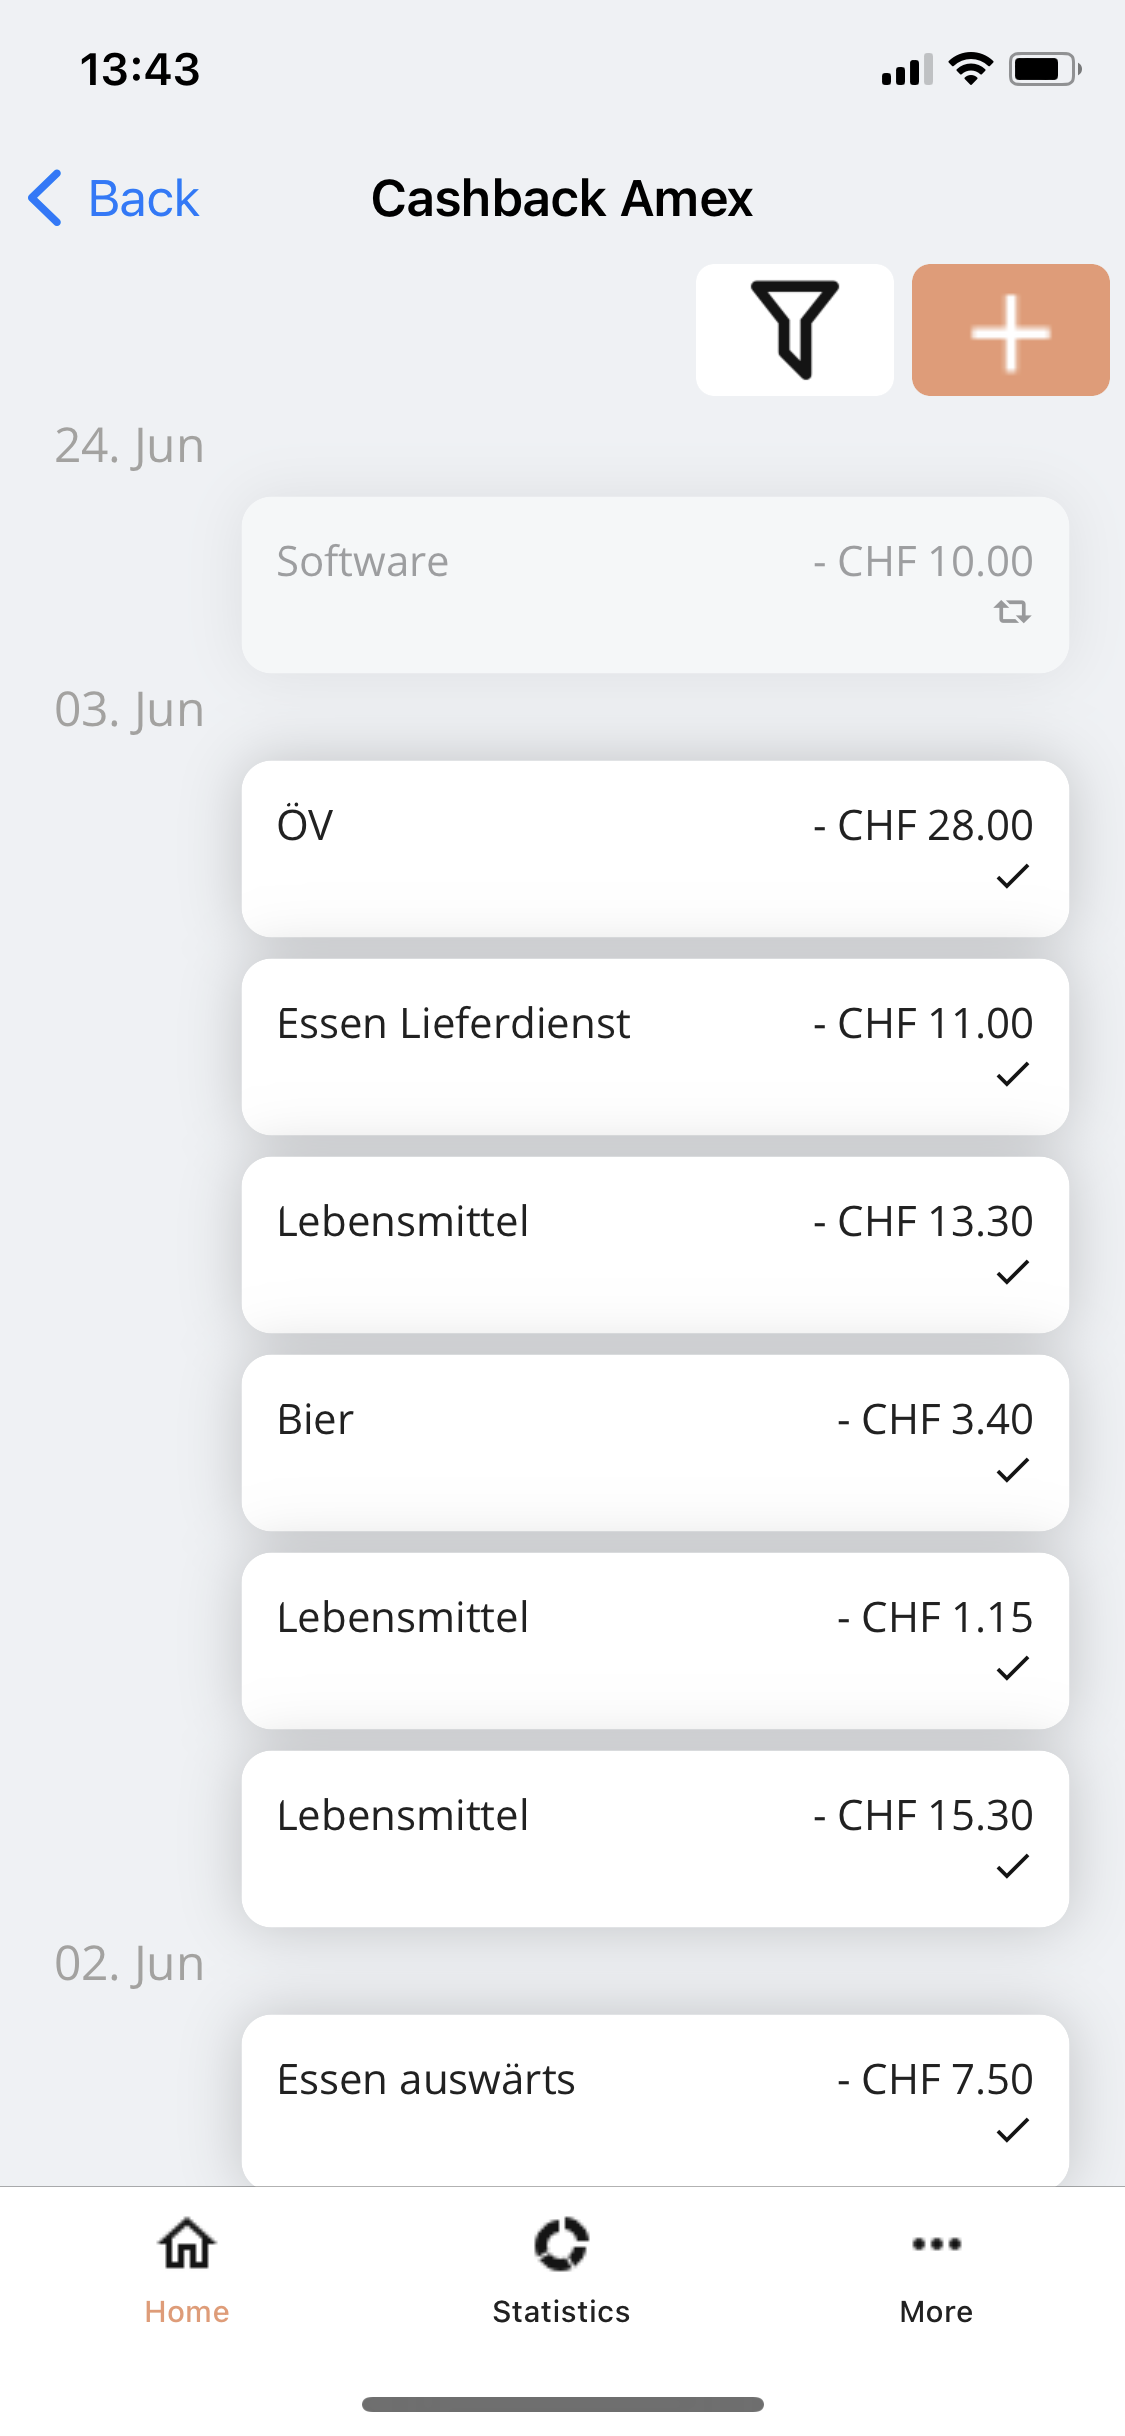 13:43
Back
Cashback Amex
24. Jun
Software - CHF 10.00
03. Jun
ÖV - CHF 28.00
Essen Lieferdienst - CHF 11.00
Lebensmittel - CHF 13.30
Bier - CHF 3.40
Lebensmittel - CHF 1.15
Lebensmittel - CHF 15.30
02. Jun
Essen auswärts - CHF 7.50
Home Statistics More